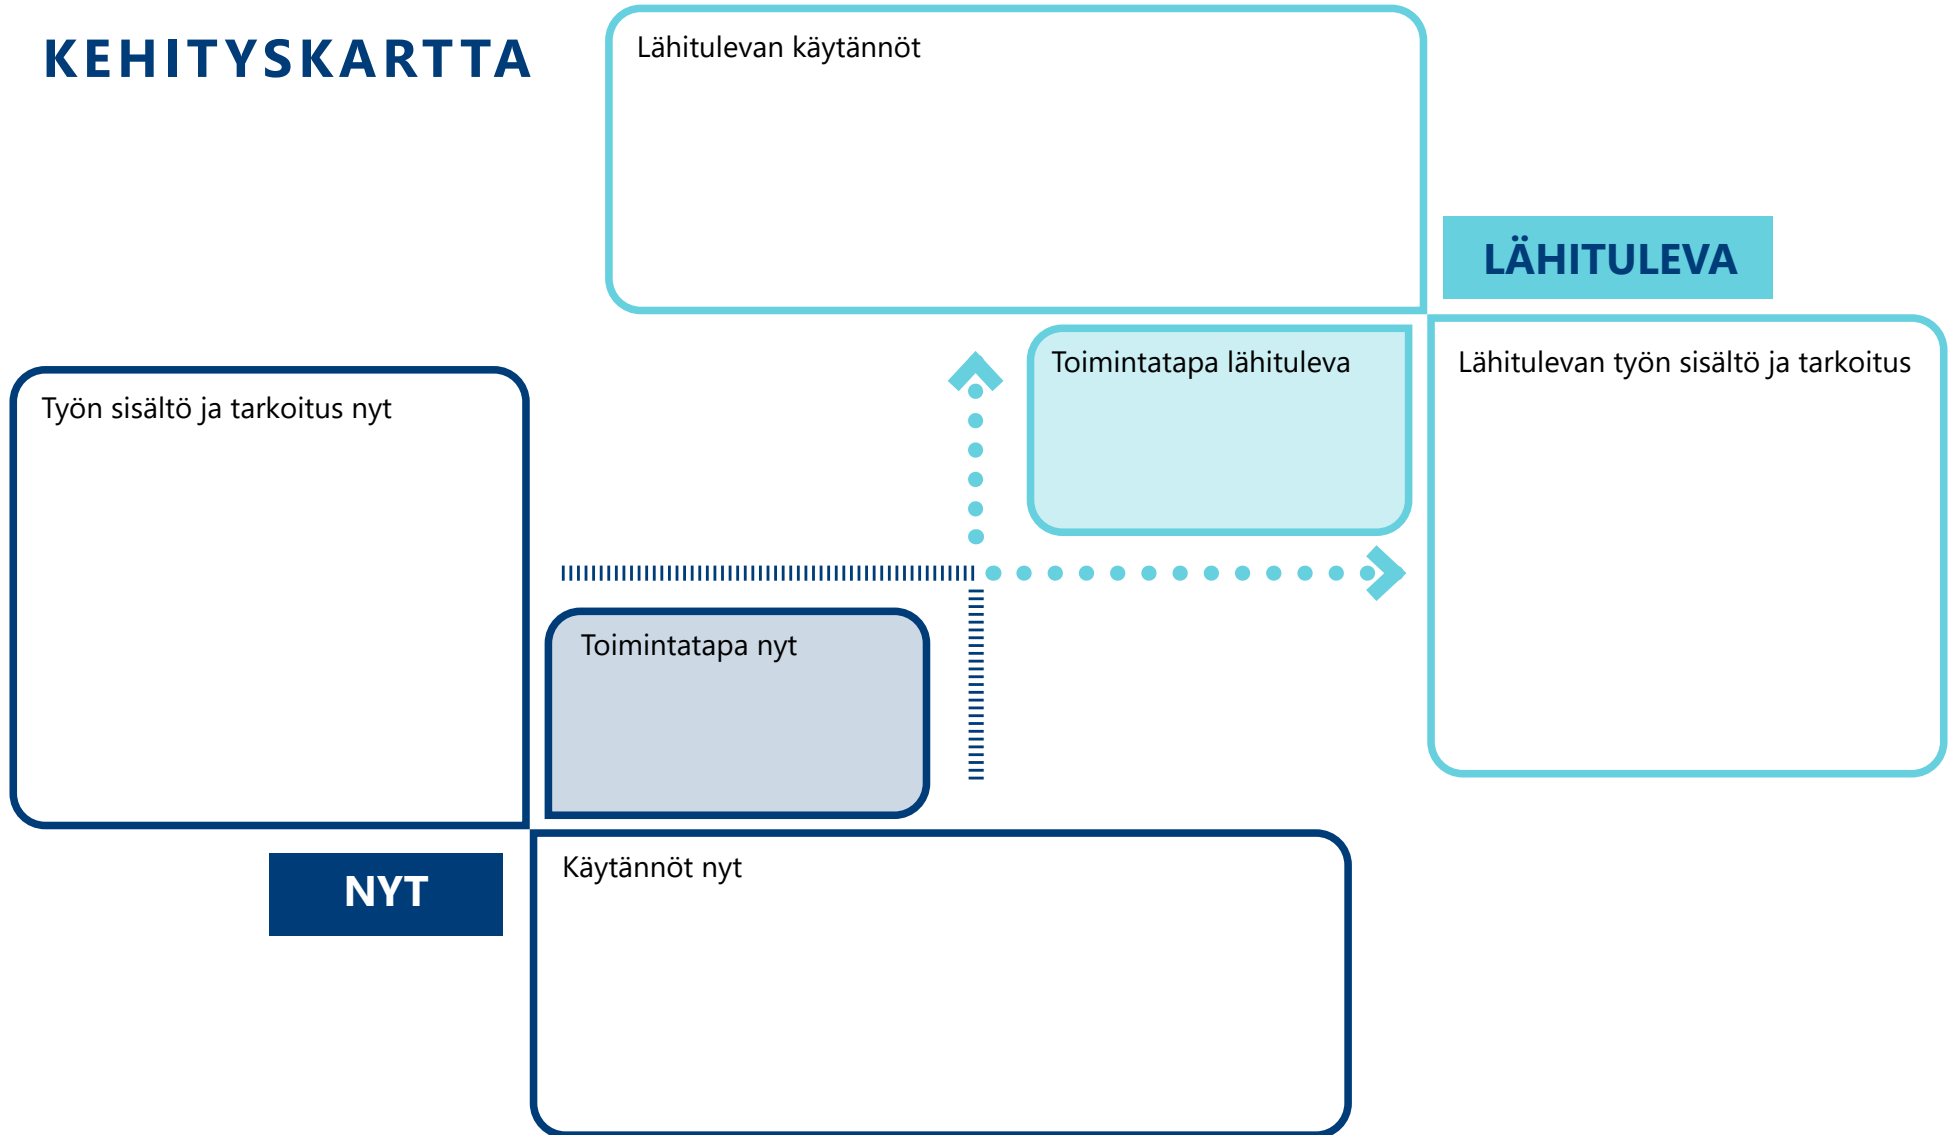 KEHITYSKARTTA
Lähitulevan käytännöt
LÄHITULEVA
Toimintatapa lähituleva
Lähitulevan työn sisältö ja tarkoitus
Työn sisältö ja tarkoitus nyt
Toimintatapa nyt
Käytännöt nyt
NYT